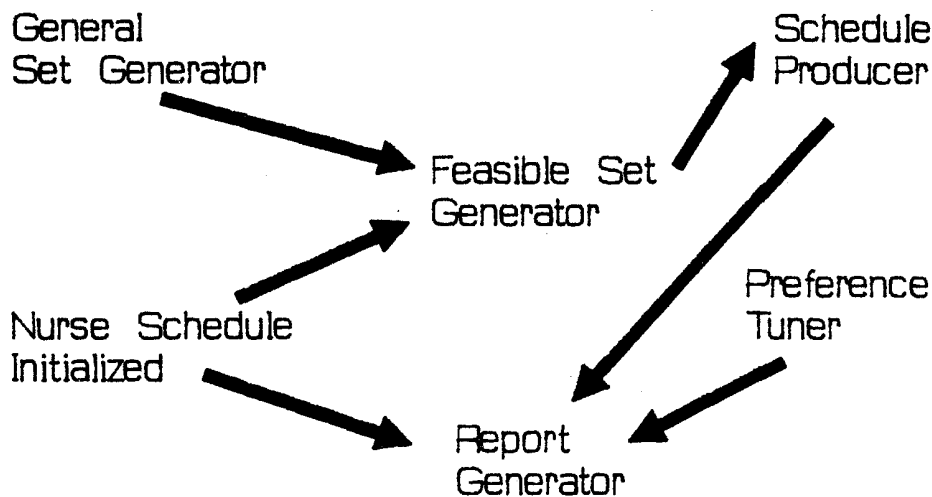 General
Set Generator
Schedule
Producer
Feasible Set
Generator
Preference
Tuner
Nurse Schedule
Initialized
Report
Generator